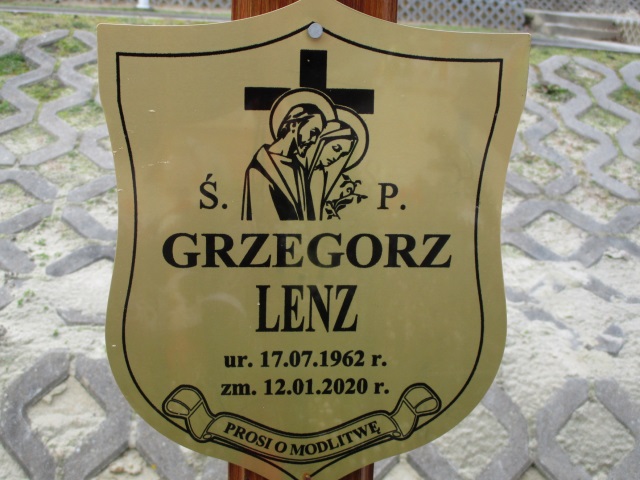 Ś. P.
GRZEGORZ
LENZ
ur. 17.07.1962 r.
zm. 12.01.2020 r.
PROSI O MODLITWĘ